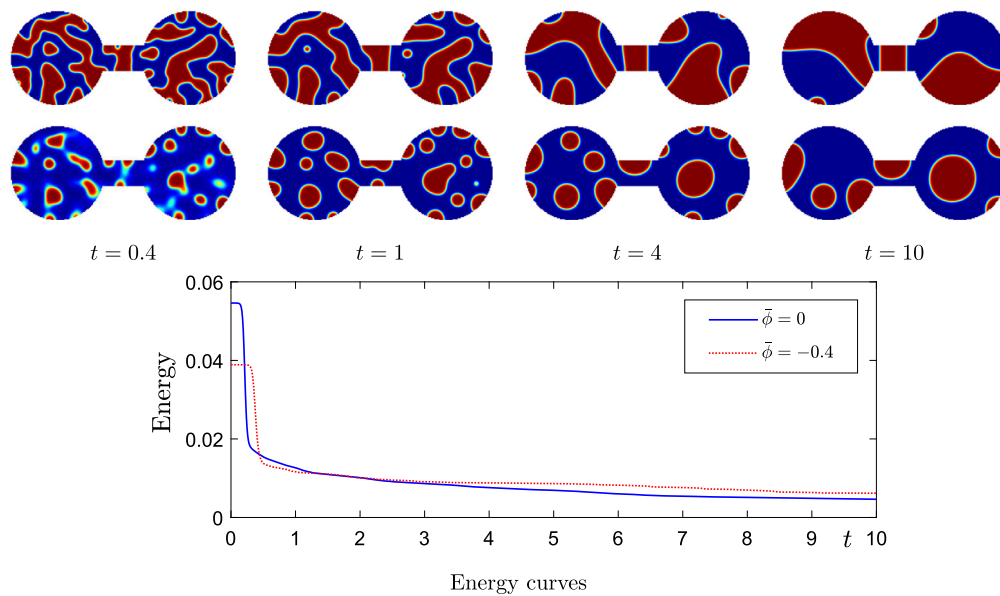 t = 0.4 t = 1 t = 4 t = 10
0.06
0.04
0.02
0
Energy
ϕ̄ = 0
ϕ̄ = −0.4
0 1 2 3 4 5 6 7 8 9 10
t
Energy curves